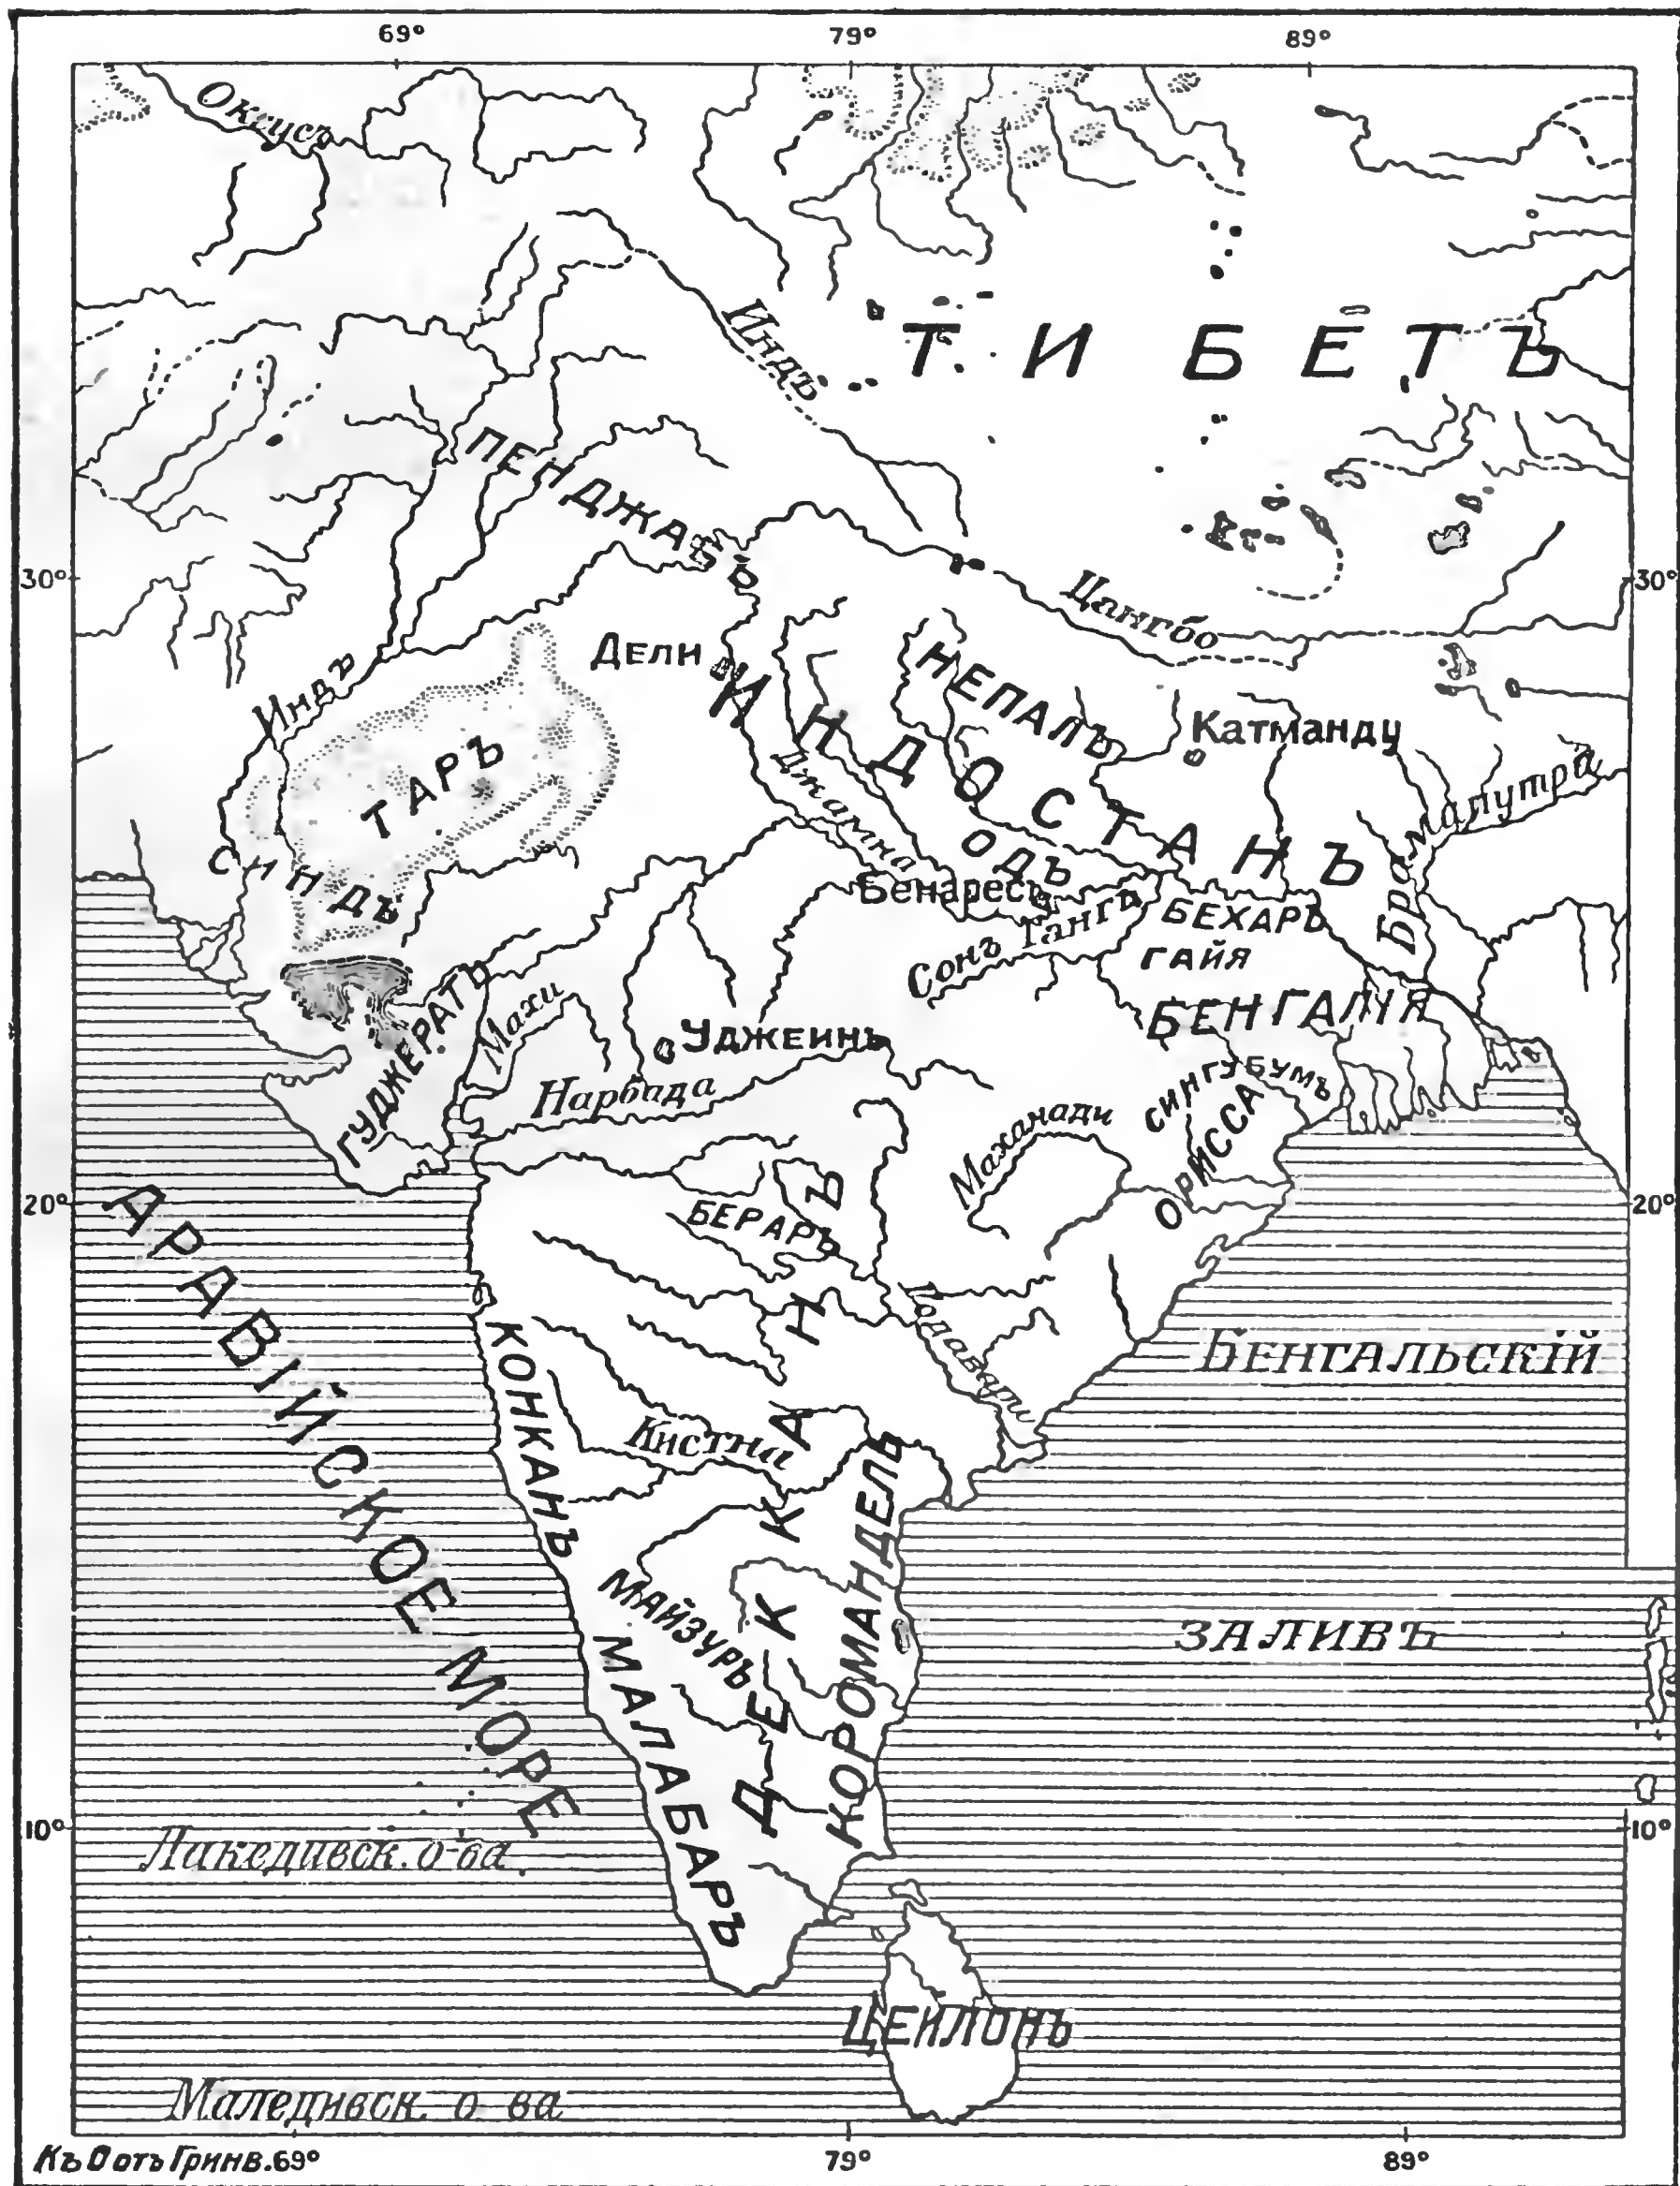 69°
79°
89°
Оксусъ
Индъ
ТИБЕТЪ
ПЕНДЖАБЪ
30°
30°
Цангбо
Дели
Индъ
НЕПАЛЪ
ИНДОСТАНЪ
Катманду
ТАРЪ
Джамна
Брамапутра
СИНДЪ
ОДЪ
Бенаресъ
Гангъ
БЕХАРЪ
Сонъ
ГАЙЯ
ГУДЖЕРАТЪ
Махи
БЕНГАЛІЯ
Уджеинъ
Нарбада
СИНГУБУМЪ
Маханади
ОРИССА
20°
20°
АРАВІЙСКОЕ МОРЕ
БЕРАРЪ
Годавери
БЕНГАЛЬСКІЙ
КОНКАНЪ
Кистна
ДЕККАНЪ
КОРОМАНДЕЛЬ
МАЙЗУРЪ
ЗАЛИВЪ
МАЛАБАРЪ
10°
10°
Лакедивск. о-ва
ЦЕЙЛОНЪ
Маледивск. о ва
Къ О отъ Гринв. 69°
79°
89°